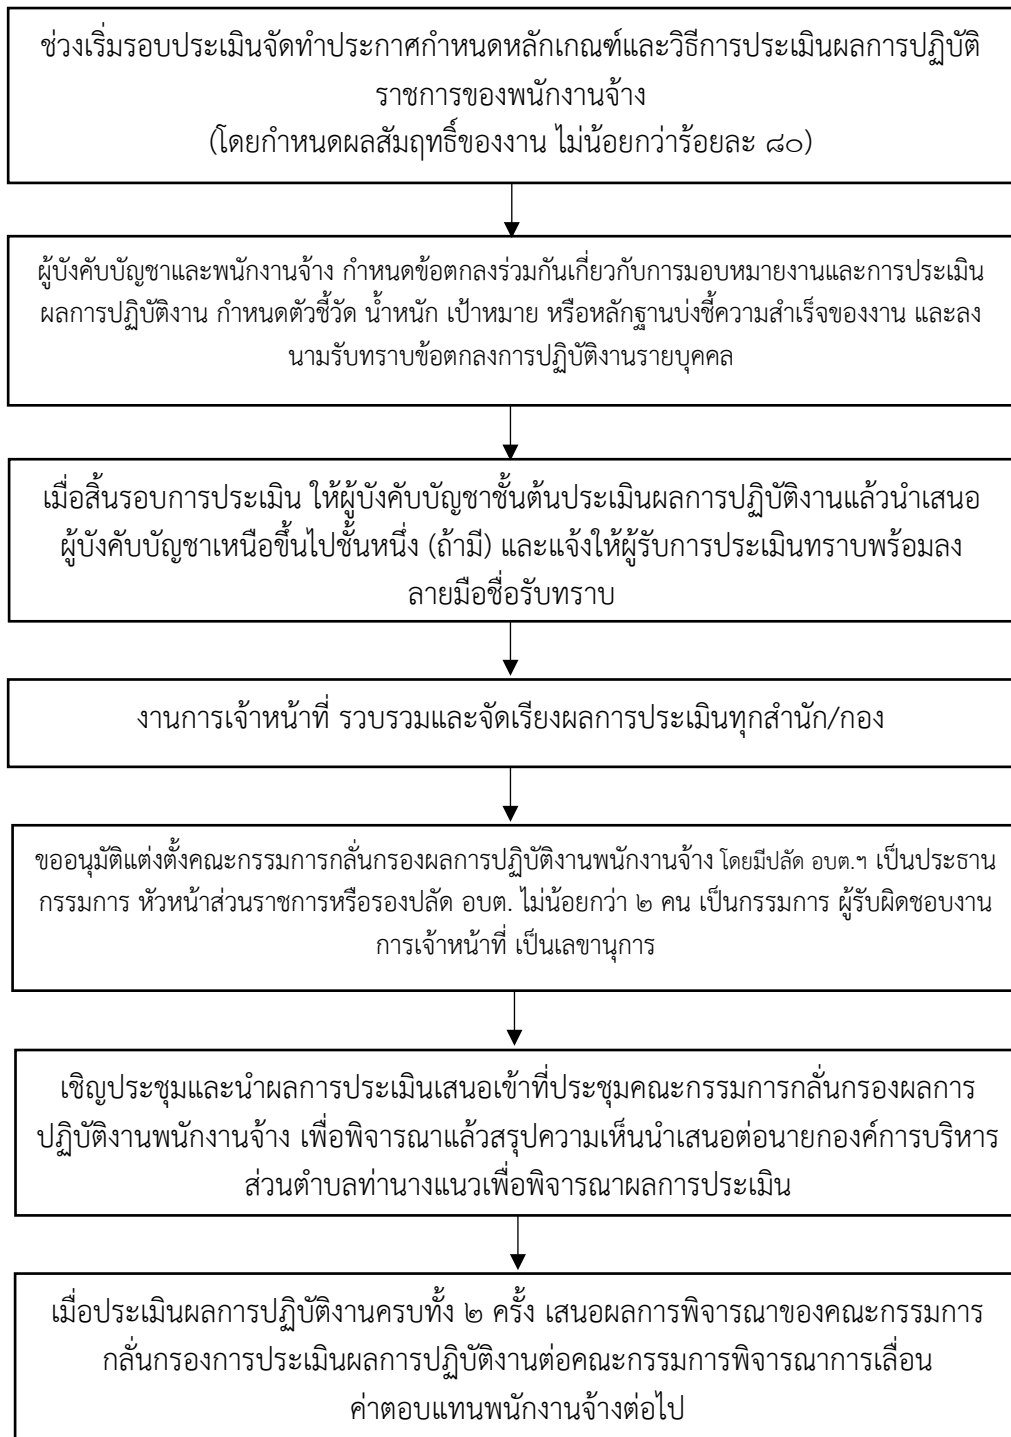 ช่วงเริ่มรอบประเมินจัดทำประกาศกำหนดหลักเกณฑ์และวิธีการประเมินผลการปฏิบัติ
ราชการของพนักงานจ้าง
(โดยกำหนดผลสัมฤทธิ์ของงาน ไม่น้อยกว่าร้อยละ ๘๐)
ผู้บังคับบัญชาและพนักงานจ้าง กำหนดข้อตกลงร่วมกันเกี่ยวกับการมอบหมายงานและการประเมิน
ผลการปฏิบัติงาน กำหนดตัวชี้วัด น้ำหนัก เป้าหมาย หรือหลักฐานบ่งชี้ความสำเร็จของงาน และลง
นามรับทราบข้อตกลงการปฏิบัติงานรายบุคคล
เมื่อสิ้นรอบการประเมิน ให้ผู้บังคับบัญชาชั้นต้นประเมินผลการปฏิบัติงานแล้วนำเสนอ
ผู้บังคับบัญชาเหนือขึ้นไปชั้นหนึ่ง (ถ้ามี) และแจ้งให้ผู้รับการประเมินทราบพร้อมลง
ลายมือชื่อรับทราบ
งานการเจ้าหน้าที่ รวบรวมและจัดเรียงผลการประเมินทุกสำนัก/กอง
ขออนุมัติแต่งตั้งคณะกรรมการกลั่นกรองผลการปฏิบัติงานพนักงานจ้าง โดยมีปลัด อบต.ฯ เป็นประธาน
กรรมการ หัวหน้าส่วนราชการหรือรองปลัด อบต. ไม่น้อยกว่า ๒ คน เป็นกรรมการ ผู้รับผิดชอบงาน
การเจ้าหน้าที่ เป็นเลขานุการ
เชิญประชุมและนำผลการประเมินเสนอเข้าที่ประชุมคณะกรรมการกลั่นกรองผลการ
ปฏิบัติงานพนักงานจ้าง เพื่อพิจารณาแล้วสรุปความเห็นนำเสนอต่อนายกองค์การบริหาร
ส่วนตำบลท่านางแนวเพื่อพิจารณาผลการประเมิน
เมื่อประเมินผลการปฏิบัติงานครบทั้ง ๒ ครั้ง เสนอผลการพิจารณาของคณะกรรมการ
กลั่นกรองการประเมินผลการปฏิบัติงานต่อคณะกรรมการพิจารณาการเลื่อน
ค่าตอบแทนพนักงานจ้างต่อไป